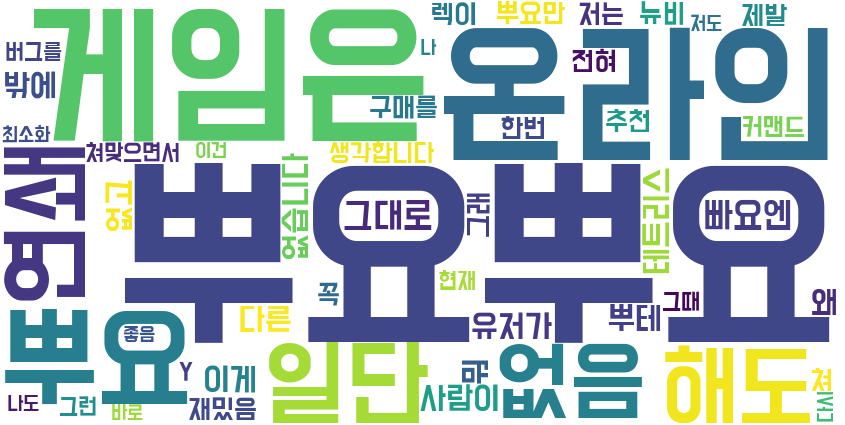 게임은
온라인
렉이
뿌요만
저는
뉴비
저도
제발
버그를
나
밖에
전혀
구매를
한번
추천
커맨드
최소화
쳐맞으면서
이건
생각합니다
뿌요뿌요
없고
없습니다
그대로
그래
스
테트리스
빠요엔
현재
꼭
다른
유저가
뿌테
그때
왜
뿌요
좋음
Y
이게
일단
사람이
없음
해도
쳐
나도
그런
바로
재밌음